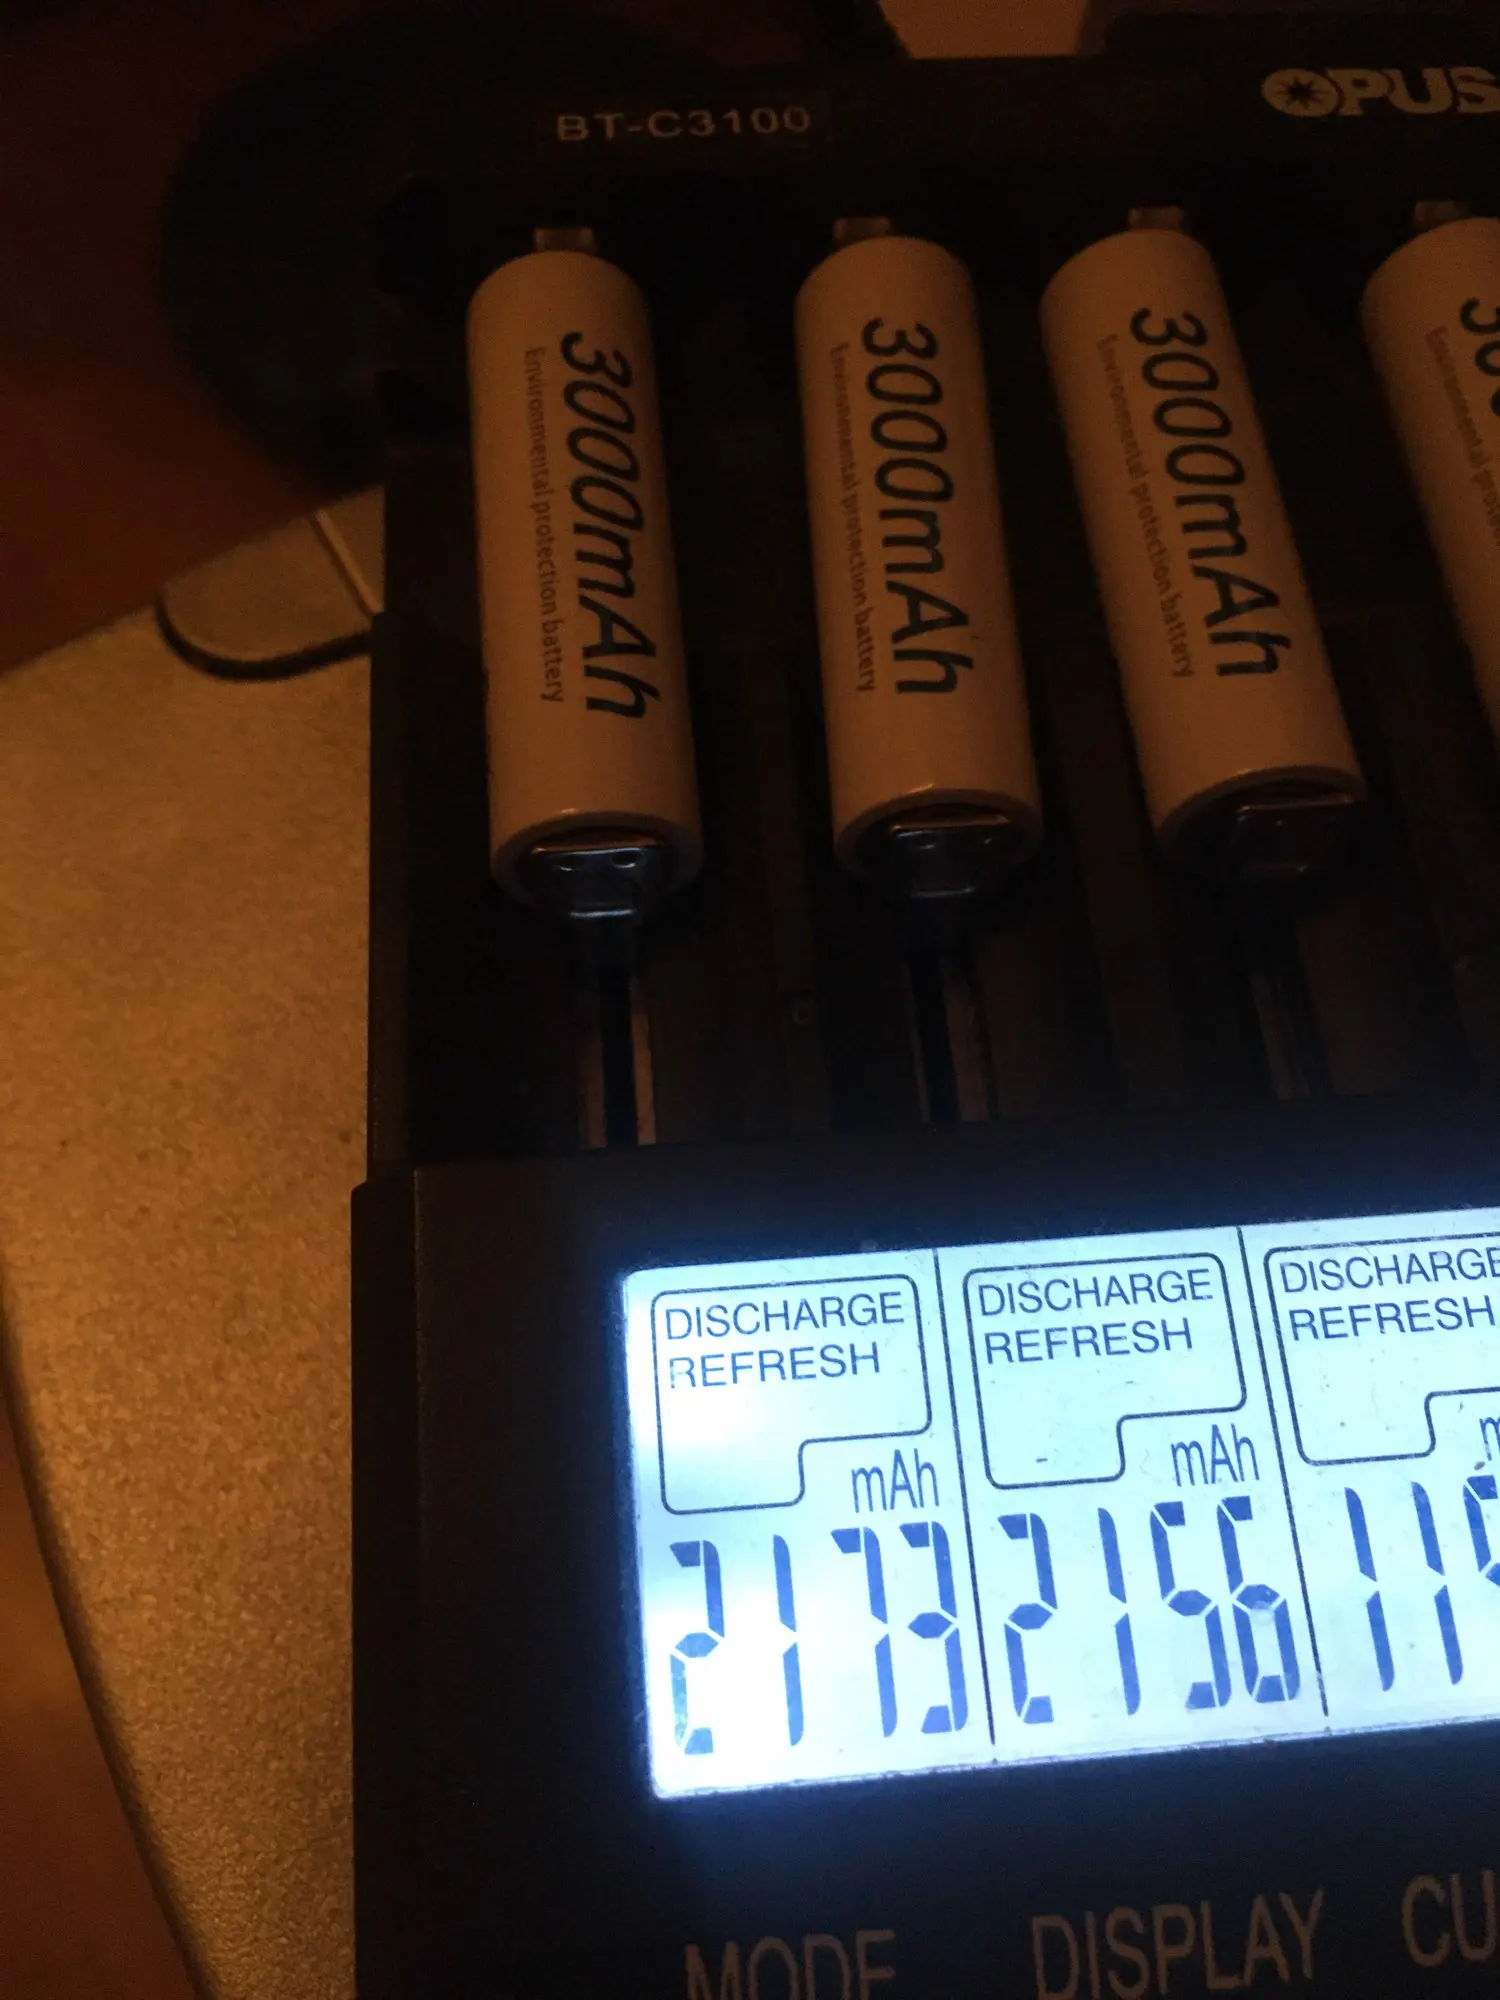 BT-C3100
OPUS
3000mAh
Environmental protection battery
3000mAh
Environmental protection battery
3000mAh
Environmental protection battery
Environmental
DISCHARGE
REFRESH
mAh
2173
DISCHARGE
REFRESH
mAh
2156
DISCHARGE
REFRESH
MODE
DISPLAY